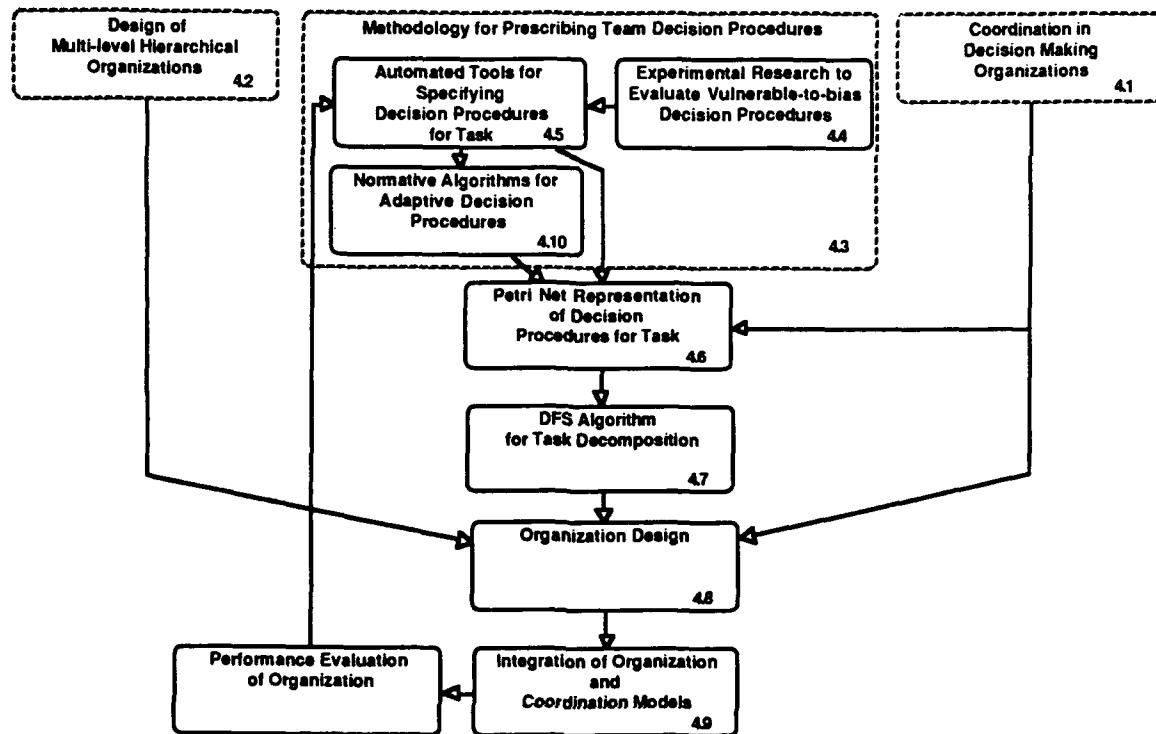 Design of
Multi-level Hierarchical
Organizations
4.2
Methodology for Prescribing Team Decision Procedures
Automated Tools for
Specifying
Decision Procedures
for Task
4.5
Experimental Research to
Evaluate Vulnerable-to-bias
Decision Procedures
4.4
Normative Algorithms for
Adaptive Decision
Procedures
4.10
4.3
Coordination in
Decision Making
Organizations
4.1
Petri Net Representation
of Decision
Procedures for Task
4.6
DFS Algorithm
for Task Decomposition
4.7
Organization Design
4.8
Performance Evaluation
of Organization
Integration of Organization
and
Coordination Models
4.9